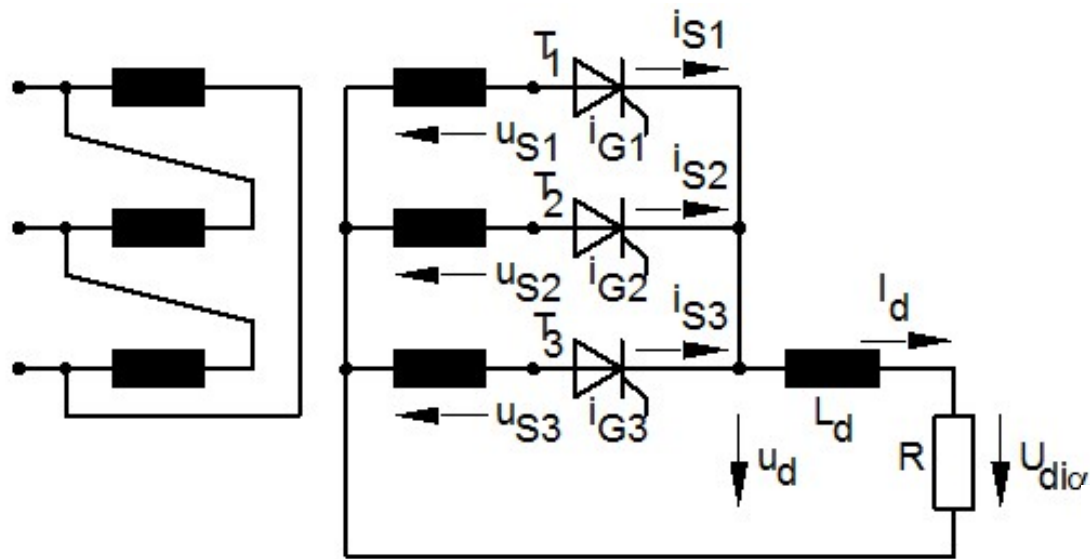 T1
iS1
uS1
iG1
T2
iS2
uS2
iG2
T3
iS3
uS3
iG3
Id
Ld
ud
R
Udiα